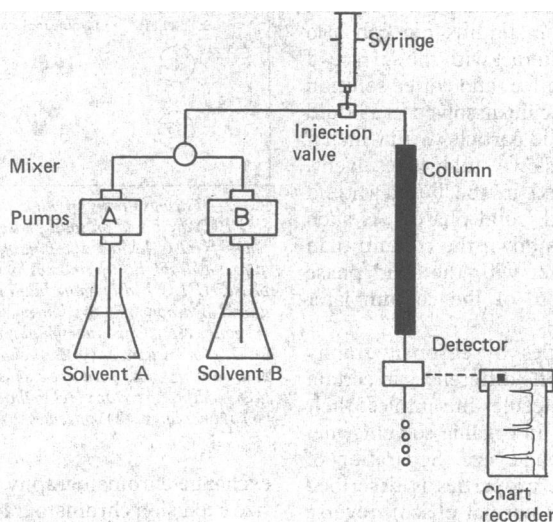 Syringe
Injection
valve
Mixer
Column
Pumps
A
B
Detector
Solvent A
Solvent B
Chart
recorder